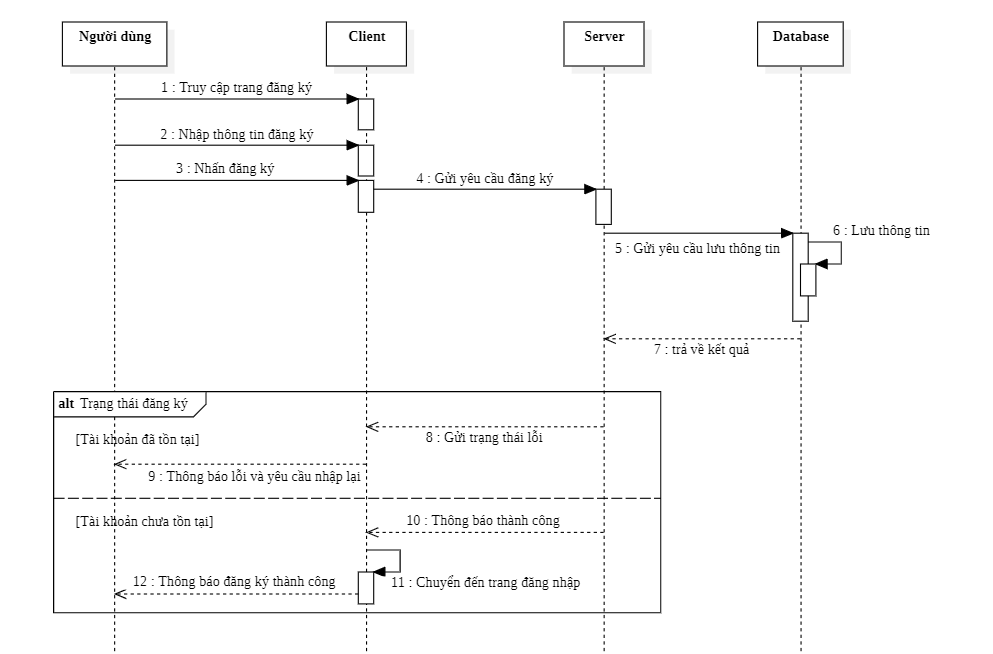 Người dùng
Client
Server
Database
1 : Truy cập trang đăng ký
2 : Nhập thông tin đăng ký
3 : Nhấn đăng ký
4 : Gửi yêu cầu đăng ký
6 : Lưu thông tin
5 : Gửi yêu cầu lưu thông tin
7 : trả về kết quả
alt Trạng thái đăng ký
8 : Gửi trạng thái lỗi
[Tài khoản đã tồn tại]
9 : Thông báo lỗi và yêu cầu nhập lại
10 : Thông báo thành công
[Tài khoản chưa tồn tại]
12 : Thông báo đăng ký thành công
11 : Chuyển đến trang đăng nhập